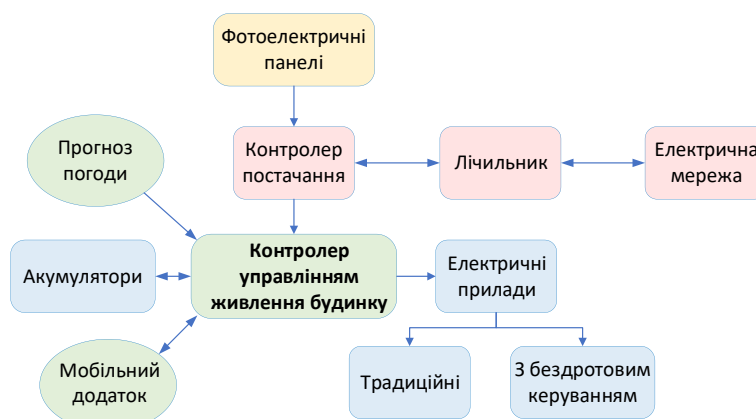 Фотоелектричні
панелі
Прогноз
погоди
Контролер
постачання
Лічильник
Електрична
мережа
Акумулятори
Контролер
управлінням
живлення будинку
Електричні
прилади
Мобільний
додаток
Традиційні
З бездротовим
керуванням